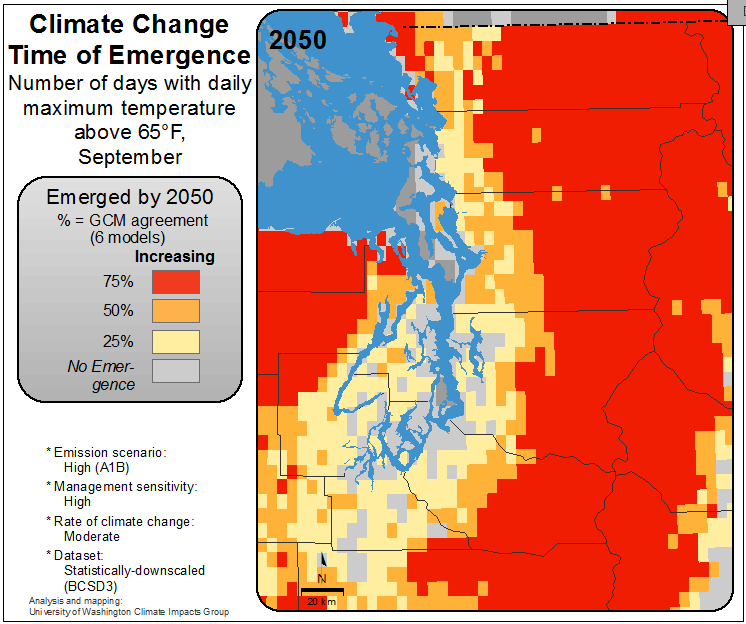 Climate Change
Time of Emergence
Number of days with daily
maximum temperature
above 65°F,
September
Emerged by 2050
% = GCM agreement
(6 models)
Increasing
75%
50%
25%
No Emer-
gence
* Emission scenario:
High (A1B)
* Management sensitivity:
High
* Rate of climate change:
Moderate
* Dataset:
Statistically-downscaled
(BCSD3)
Analysis and mapping:
University of Washington Climate Impacts Group
2050
N
20 km